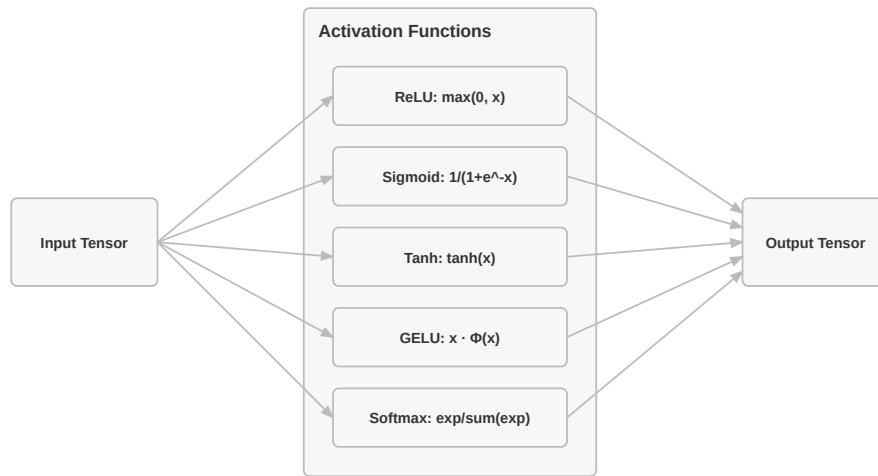 Activation Functions
ReLU: max(0, x)
Sigmoid: 1/(1+e^-x)
Input Tensor
Output Tensor
Tanh: tanh(x)
GELU: x · Φ(x)
Softmax: exp/sum(exp)